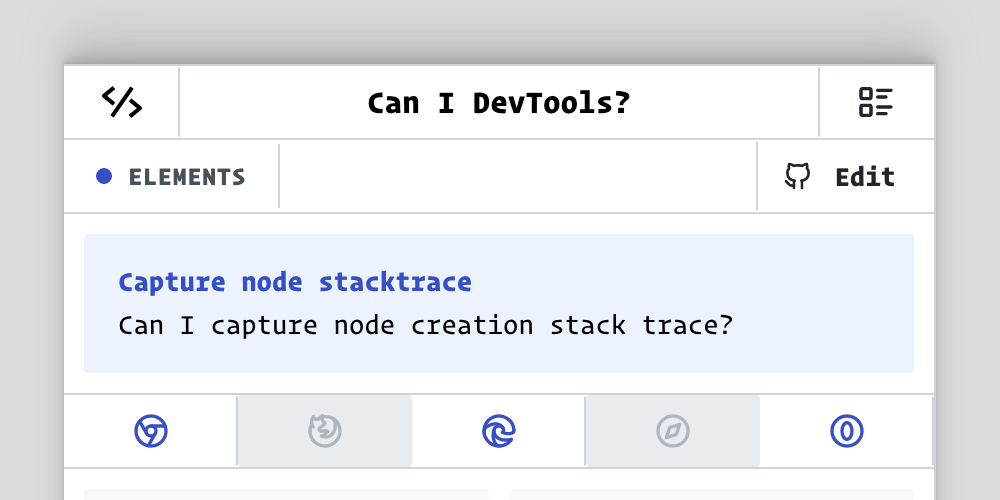 Can I DevTools?
ELEMENTS
Edit
Capture node stacktrace
Can I capture node creation stack trace?